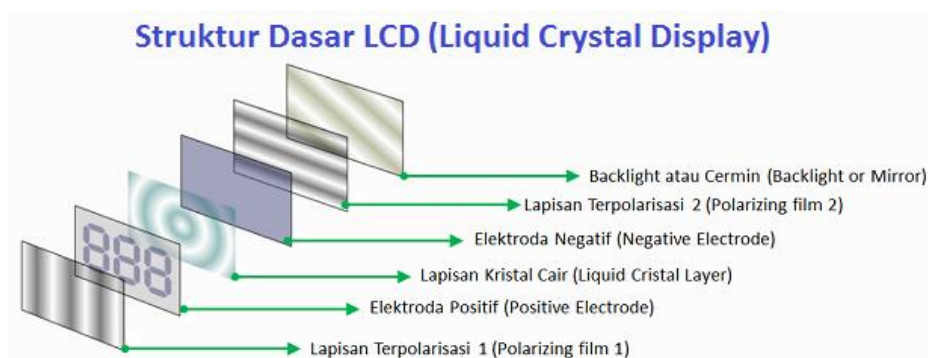 Struktur Dasar LCD (Liquid Crystal Display)
Backlight atau Cermin (Backlight or Mirror)
Lapisan Terpolarisasi 2 (Polarizing film 2)
Elektroda Negatif (Negative Electrode)
Lapisan Kristal Cair (Liquid Cristal Layer)
Elektroda Positif (Positive Electrode)
Lapisan Terpolarisasi 1 (Polarizing film 1)
888